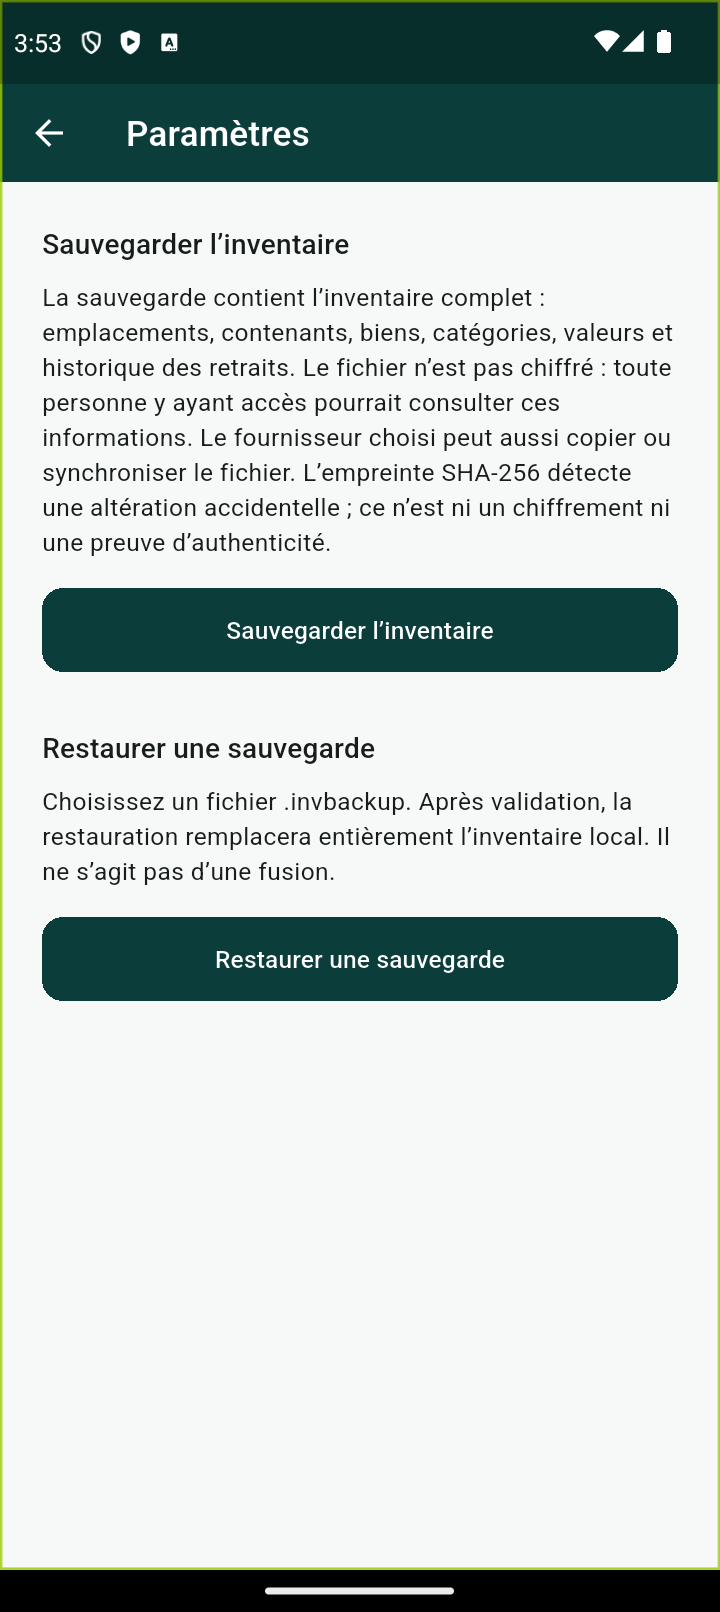 3:53
Paramètres
Sauvegarder l’inventaire
La sauvegarde contient l’inventaire complet :
emplacements, contenants, biens, catégories, valeurs et
historique des retraits. Le fichier n’est pas chiffré : toute
personne y ayant accès pourrait consulter ces
informations. Le fournisseur choisi peut aussi copier ou
synchroniser le fichier. L’empreinte SHA-256 détecte
une altération accidentelle ; ce n’est ni un chiffrement ni
une preuve d’authenticité.
Sauvegarder l’inventaire
Restaurer une sauvegarde
Choisissez un fichier .invbackup. Après validation, la
restauration remplacera entièrement l’inventaire local. Il
ne s’agit pas d’une fusion.
Restaurer une sauvegarde